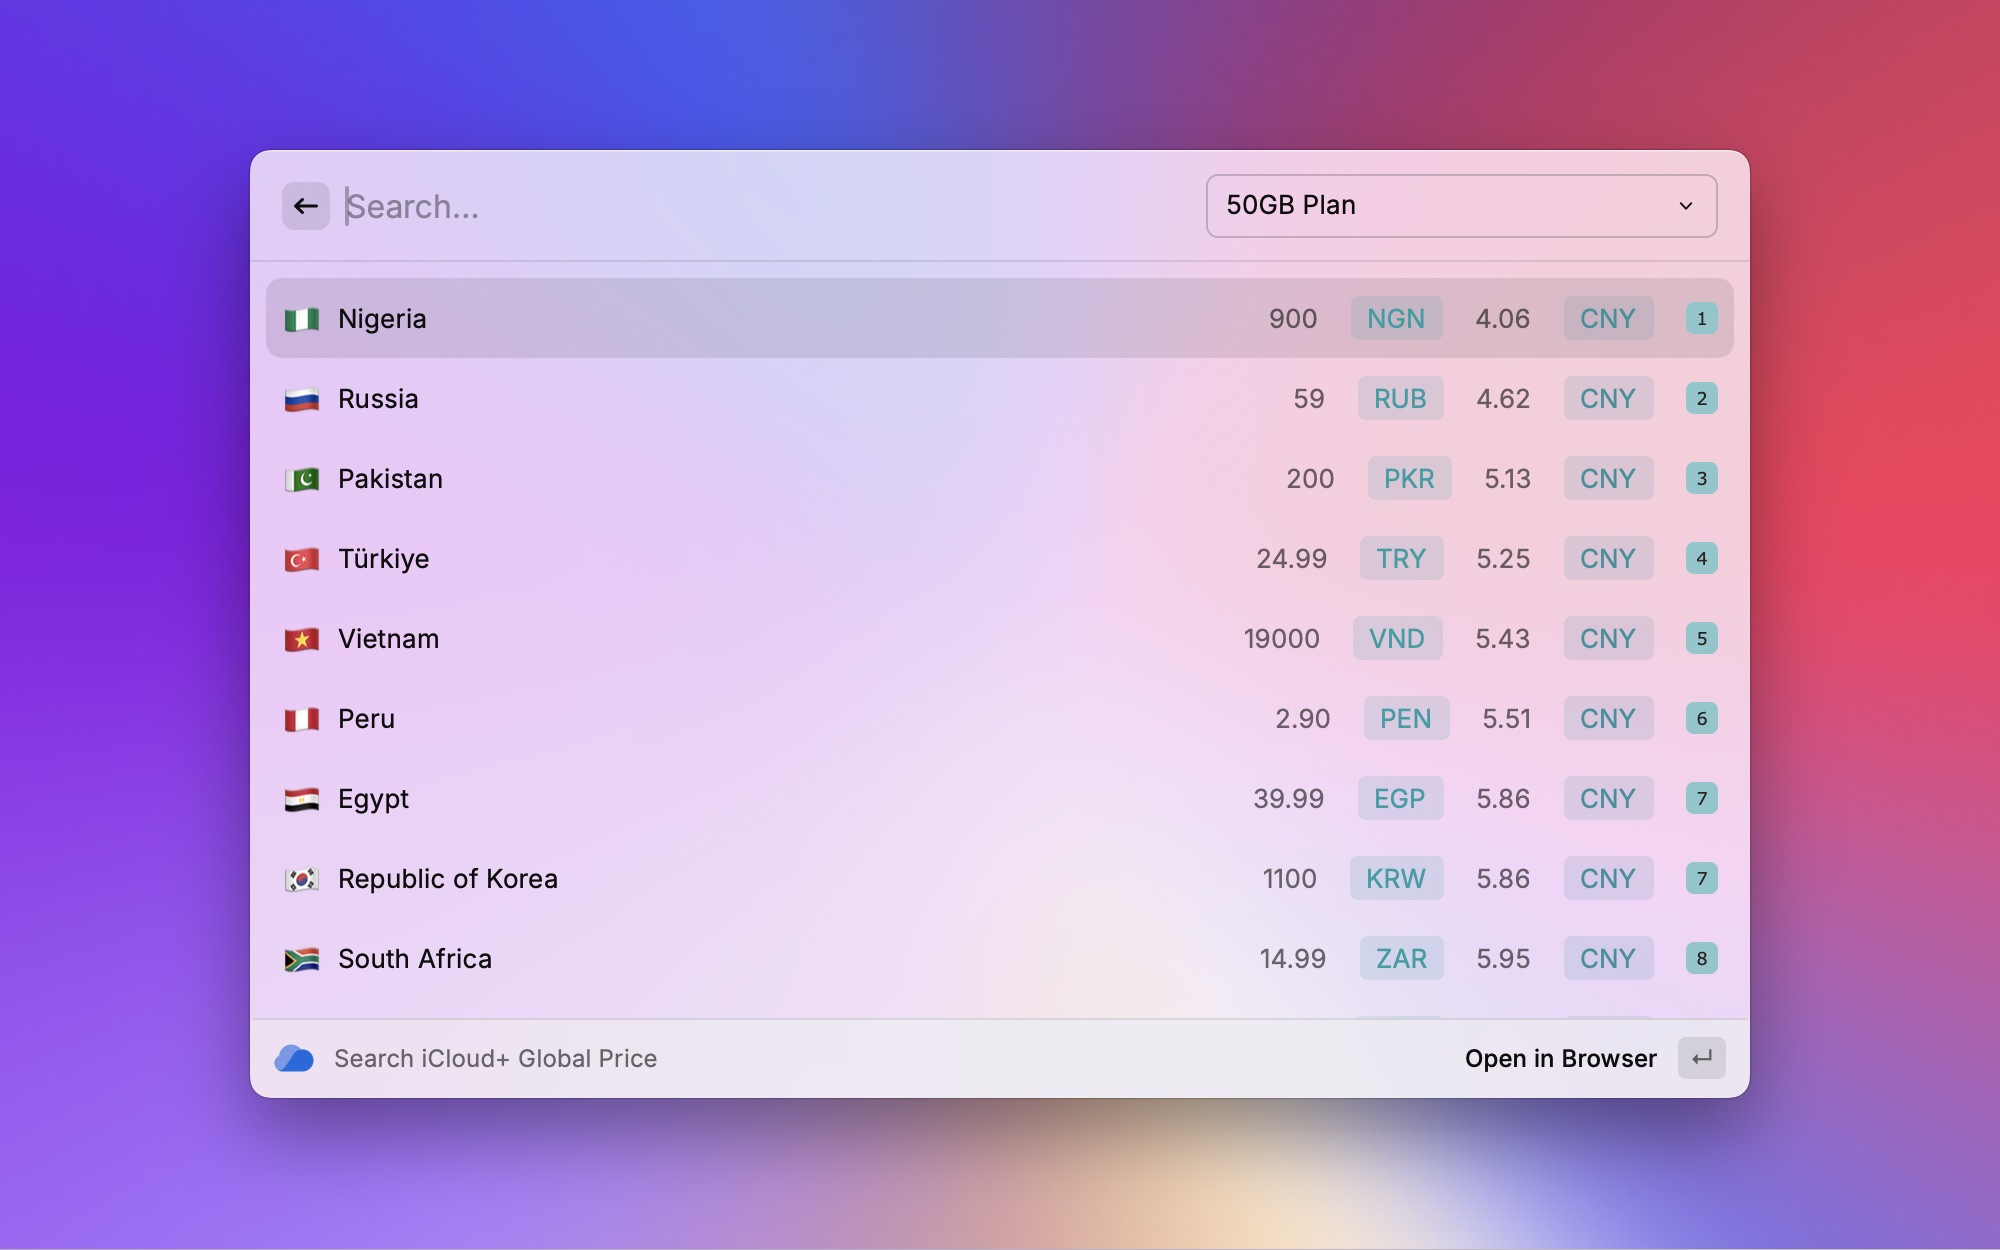 Search...
50GB Plan
Nigeria 900 NGN 4.06 CNY 1
Russia 59 RUB 4.62 CNY 2
Pakistan 200 PKR 5.13 CNY 3
Türkiye 24.99 TRY 5.25 CNY 4
Vietnam 19000 VND 5.43 CNY 5
Peru 2.90 PEN 5.51 CNY 6
Egypt 39.99 EGP 5.86 CNY 7
Republic of Korea 1100 KRW 5.86 CNY 7
South Africa 14.99 ZAR 5.95 CNY 8
Search iCloud+ Global Price
Open in Browser